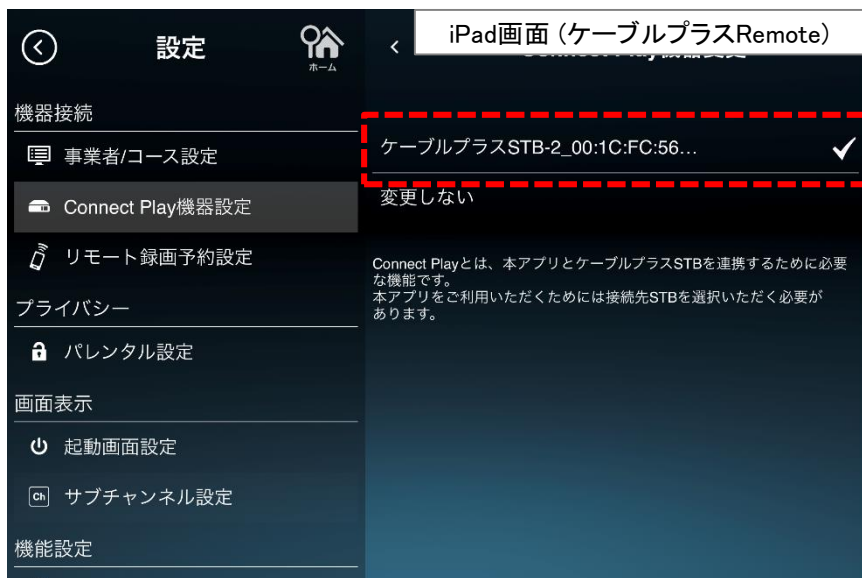 iPad画面（ケーブルプラスRemote）
設定
ホーム
機器接続
事業者/コース設定
Connect Play機器設定
リモート録画予約設定
プライバシー
パレンタル設定
画面表示
起動画面設定
Ch サブチャンネル設定
機能設定
ケーブルプラスSTB-2_00:1C:FC:56...
変更しない
Connect Playとは、本アプリとケーブルプラスSTBを連携するために必要
な機能です。
本アプリをご利用いただくためには接続先STBを選択いただく必要が
あります。